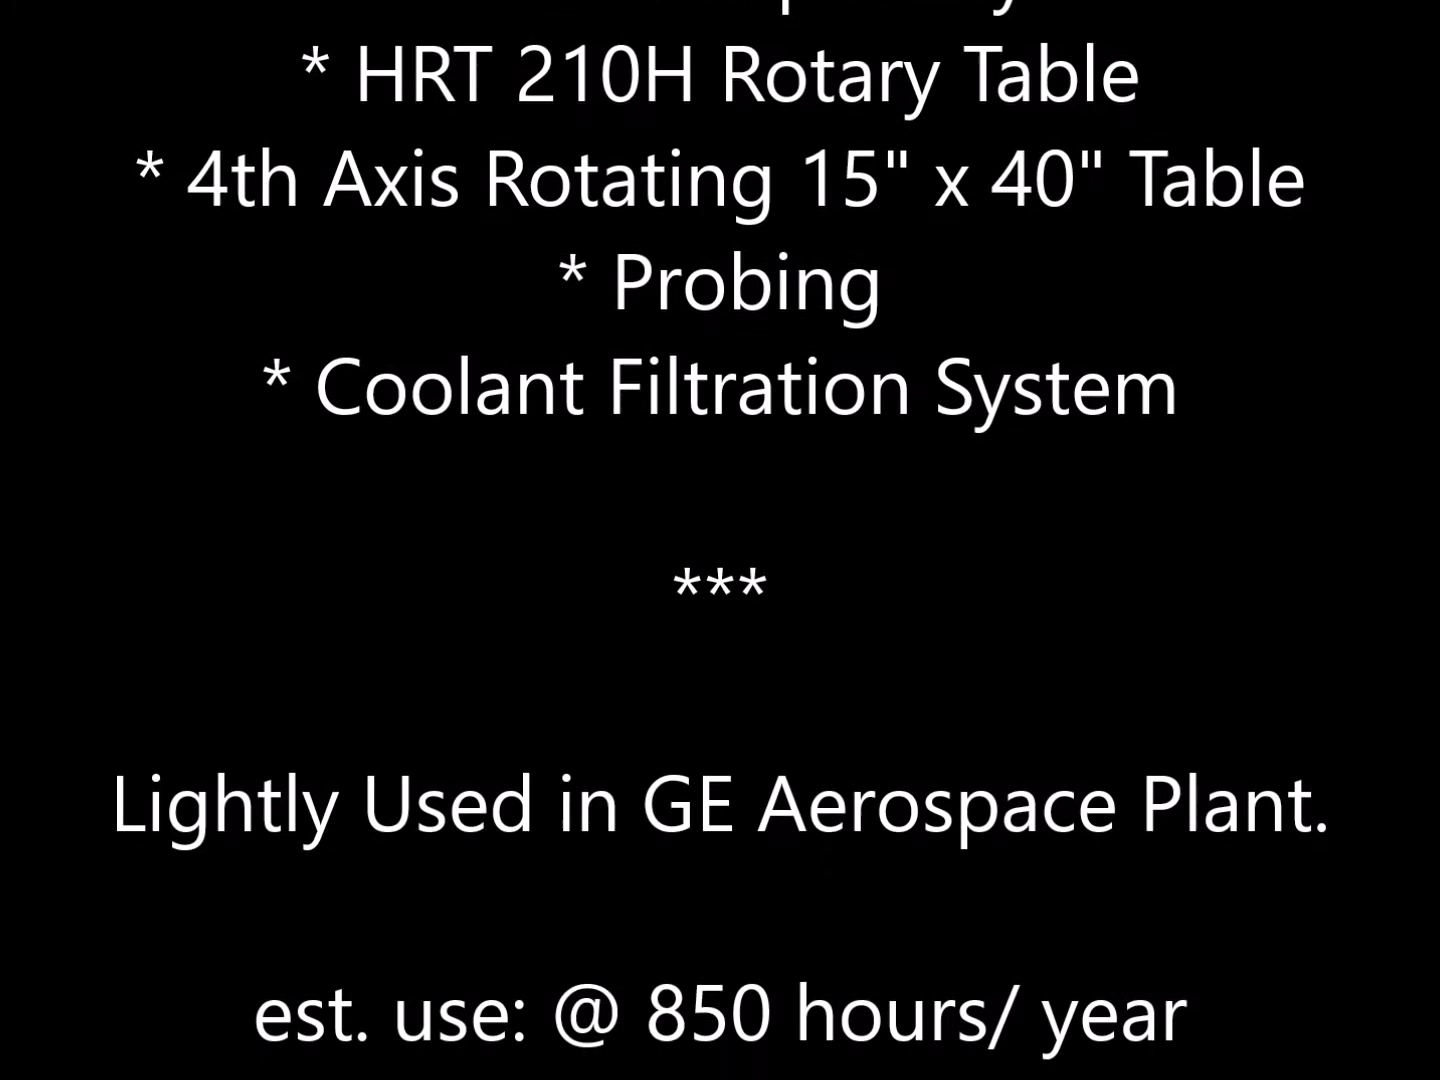 * HRT 210H Rotary Table
* 4th Axis Rotating 15" x 40" Table
* Probing
* Coolant Filtration System
***
Lightly Used in GE Aerospace Plant.
est. use: @ 850 hours/ year